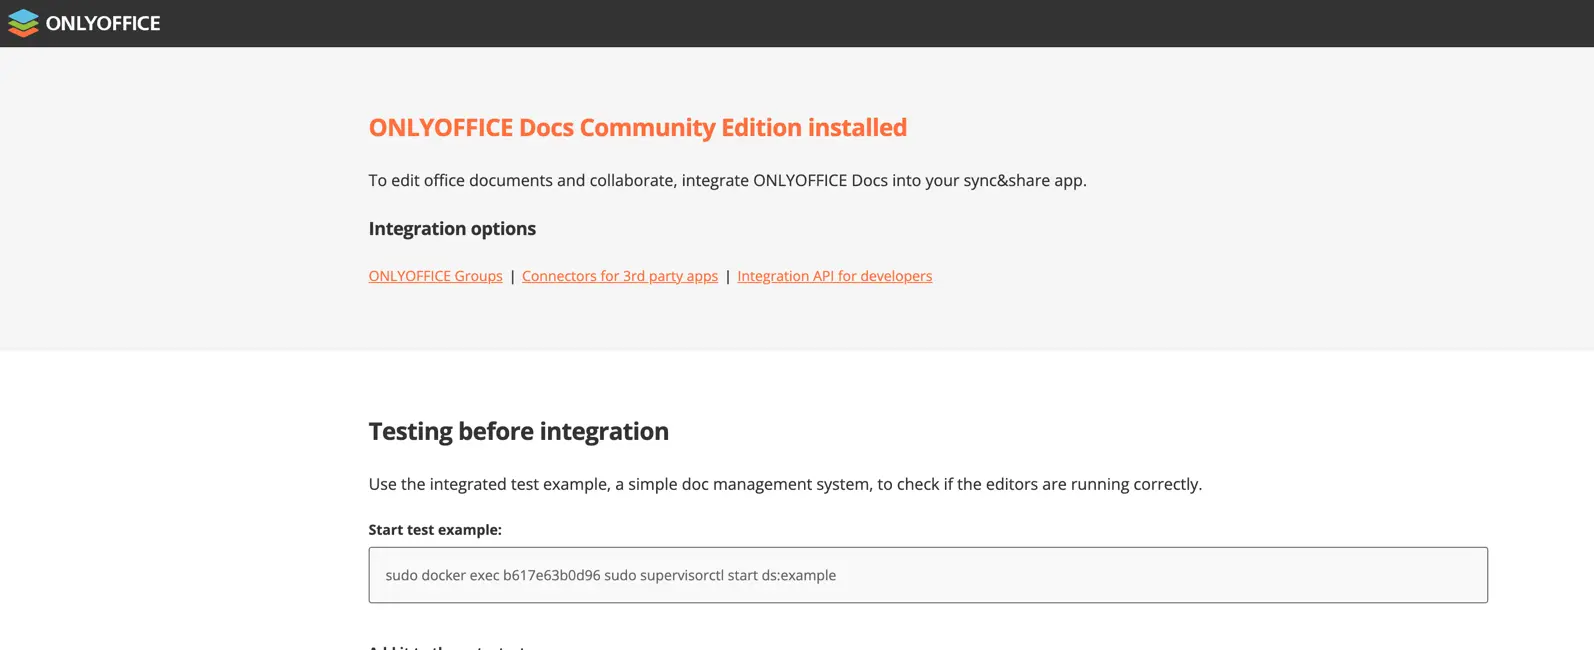 ONLYOFFICE
ONLYOFFICE Docs Community Edition installed
To edit office documents and collaborate, integrate ONLYOFFICE Docs into your sync&share app.
Integration options
ONLYOFFICE Groups | Connectors for 3rd party apps | Integration API for developers
Testing before integration
Use the integrated test example, a simple doc management system, to check if the editors are running correctly.
Start test example:
sudo docker exec b617e63b0d96 sudo supervisorctl start ds:example